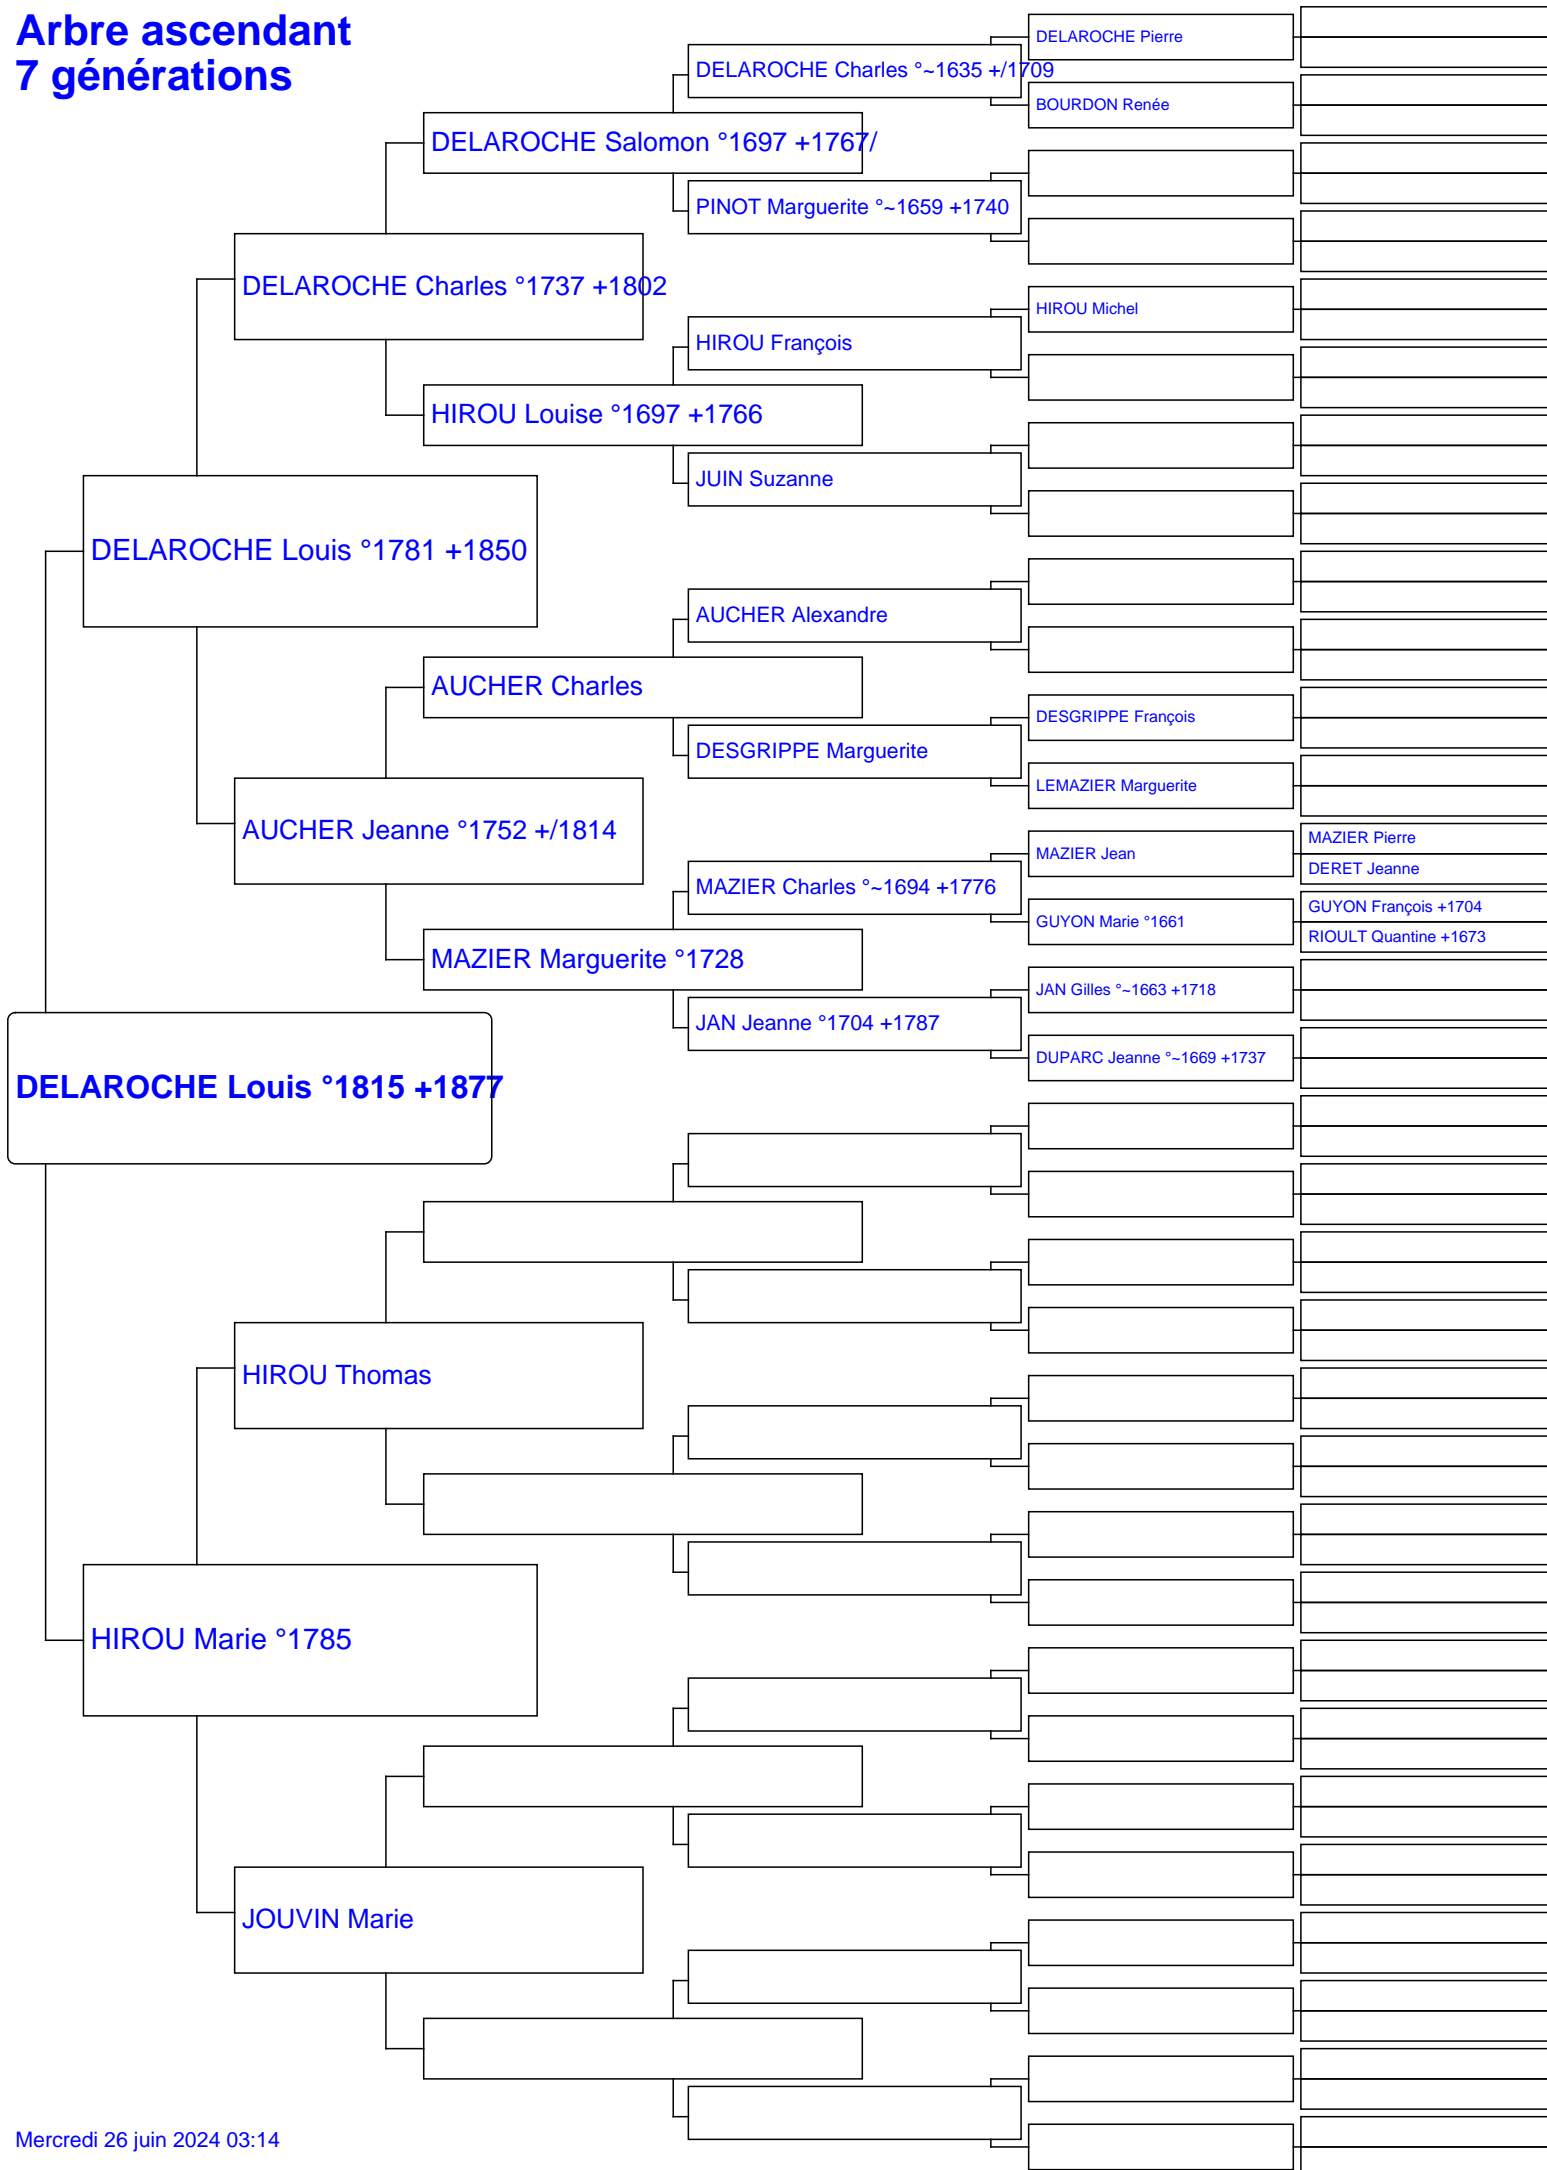 Arbre ascendant
7 générations
DELAROCHE Pierre
DELAROCHE Charles °~1635 +/1709
BOURDON Renée
DELAROCHE Salomon °1697 +1767/
PINOT Marguerite °~1659 +1740
DELAROCHE Charles °1737 +1802
HIROU Michel
HIROU François
HIROU Louise °1697 +1766
JUIN Suzanne
DELAROCHE Louis °1781 +1850
AUCHER Alexandre
AUCHER Charles
DESGRIPPE François
DESGRIPPE Marguerite
LEMAZIER Marguerite
AUCHER Jeanne °1752 +/1814
MAZIER Pierre
MAZIER Jean
DERET Jeanne
MAZIER Charles °~1694 +1776
GUYON François +1704
GUYON Marie °1661
RIOULT Quantine +1673
MAZIER Marguerite °1728
JAN Gilles °~1663 +1718
JAN Jeanne °1704 +1787
DUPARC Jeanne °~1669 +1737
DELAROCHE Louis °1815 +1877
HIROU Thomas
HIROU Marie °1785
JOUVIN Marie
Mercredi 26 juin 2024 03:14